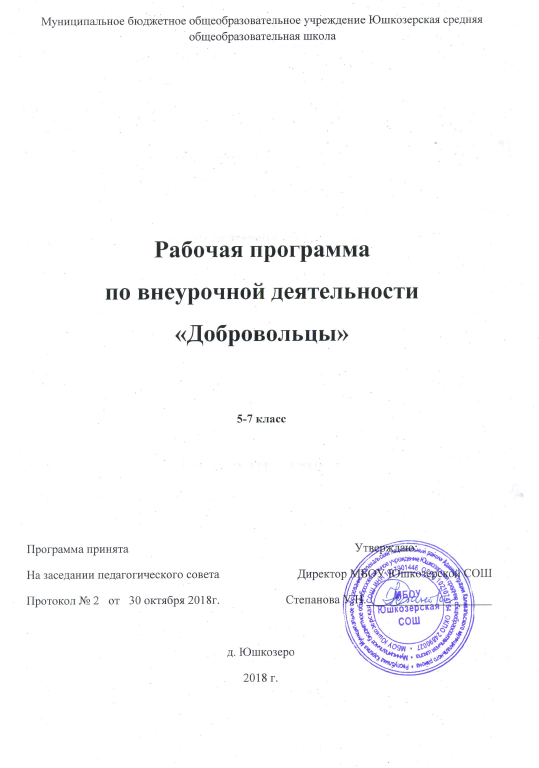 Муниципальное бюджетное общеобразовательное учреждение Юшкозерская средняя
общеобразовательная школа
Рабочая программа
по внеурочной деятельности
«Добровольцы»
5-7 класс
Программа принята
Утверждаю:
На заседании педагогического совета
Директор МБОУ Юшкозерской СОШ
Протокол № 2 от 30 октября 2018г.
Степанова У.Н.
МБОУ
Юшкозерская
СОШ
д. Юшкозеро
2018 г.